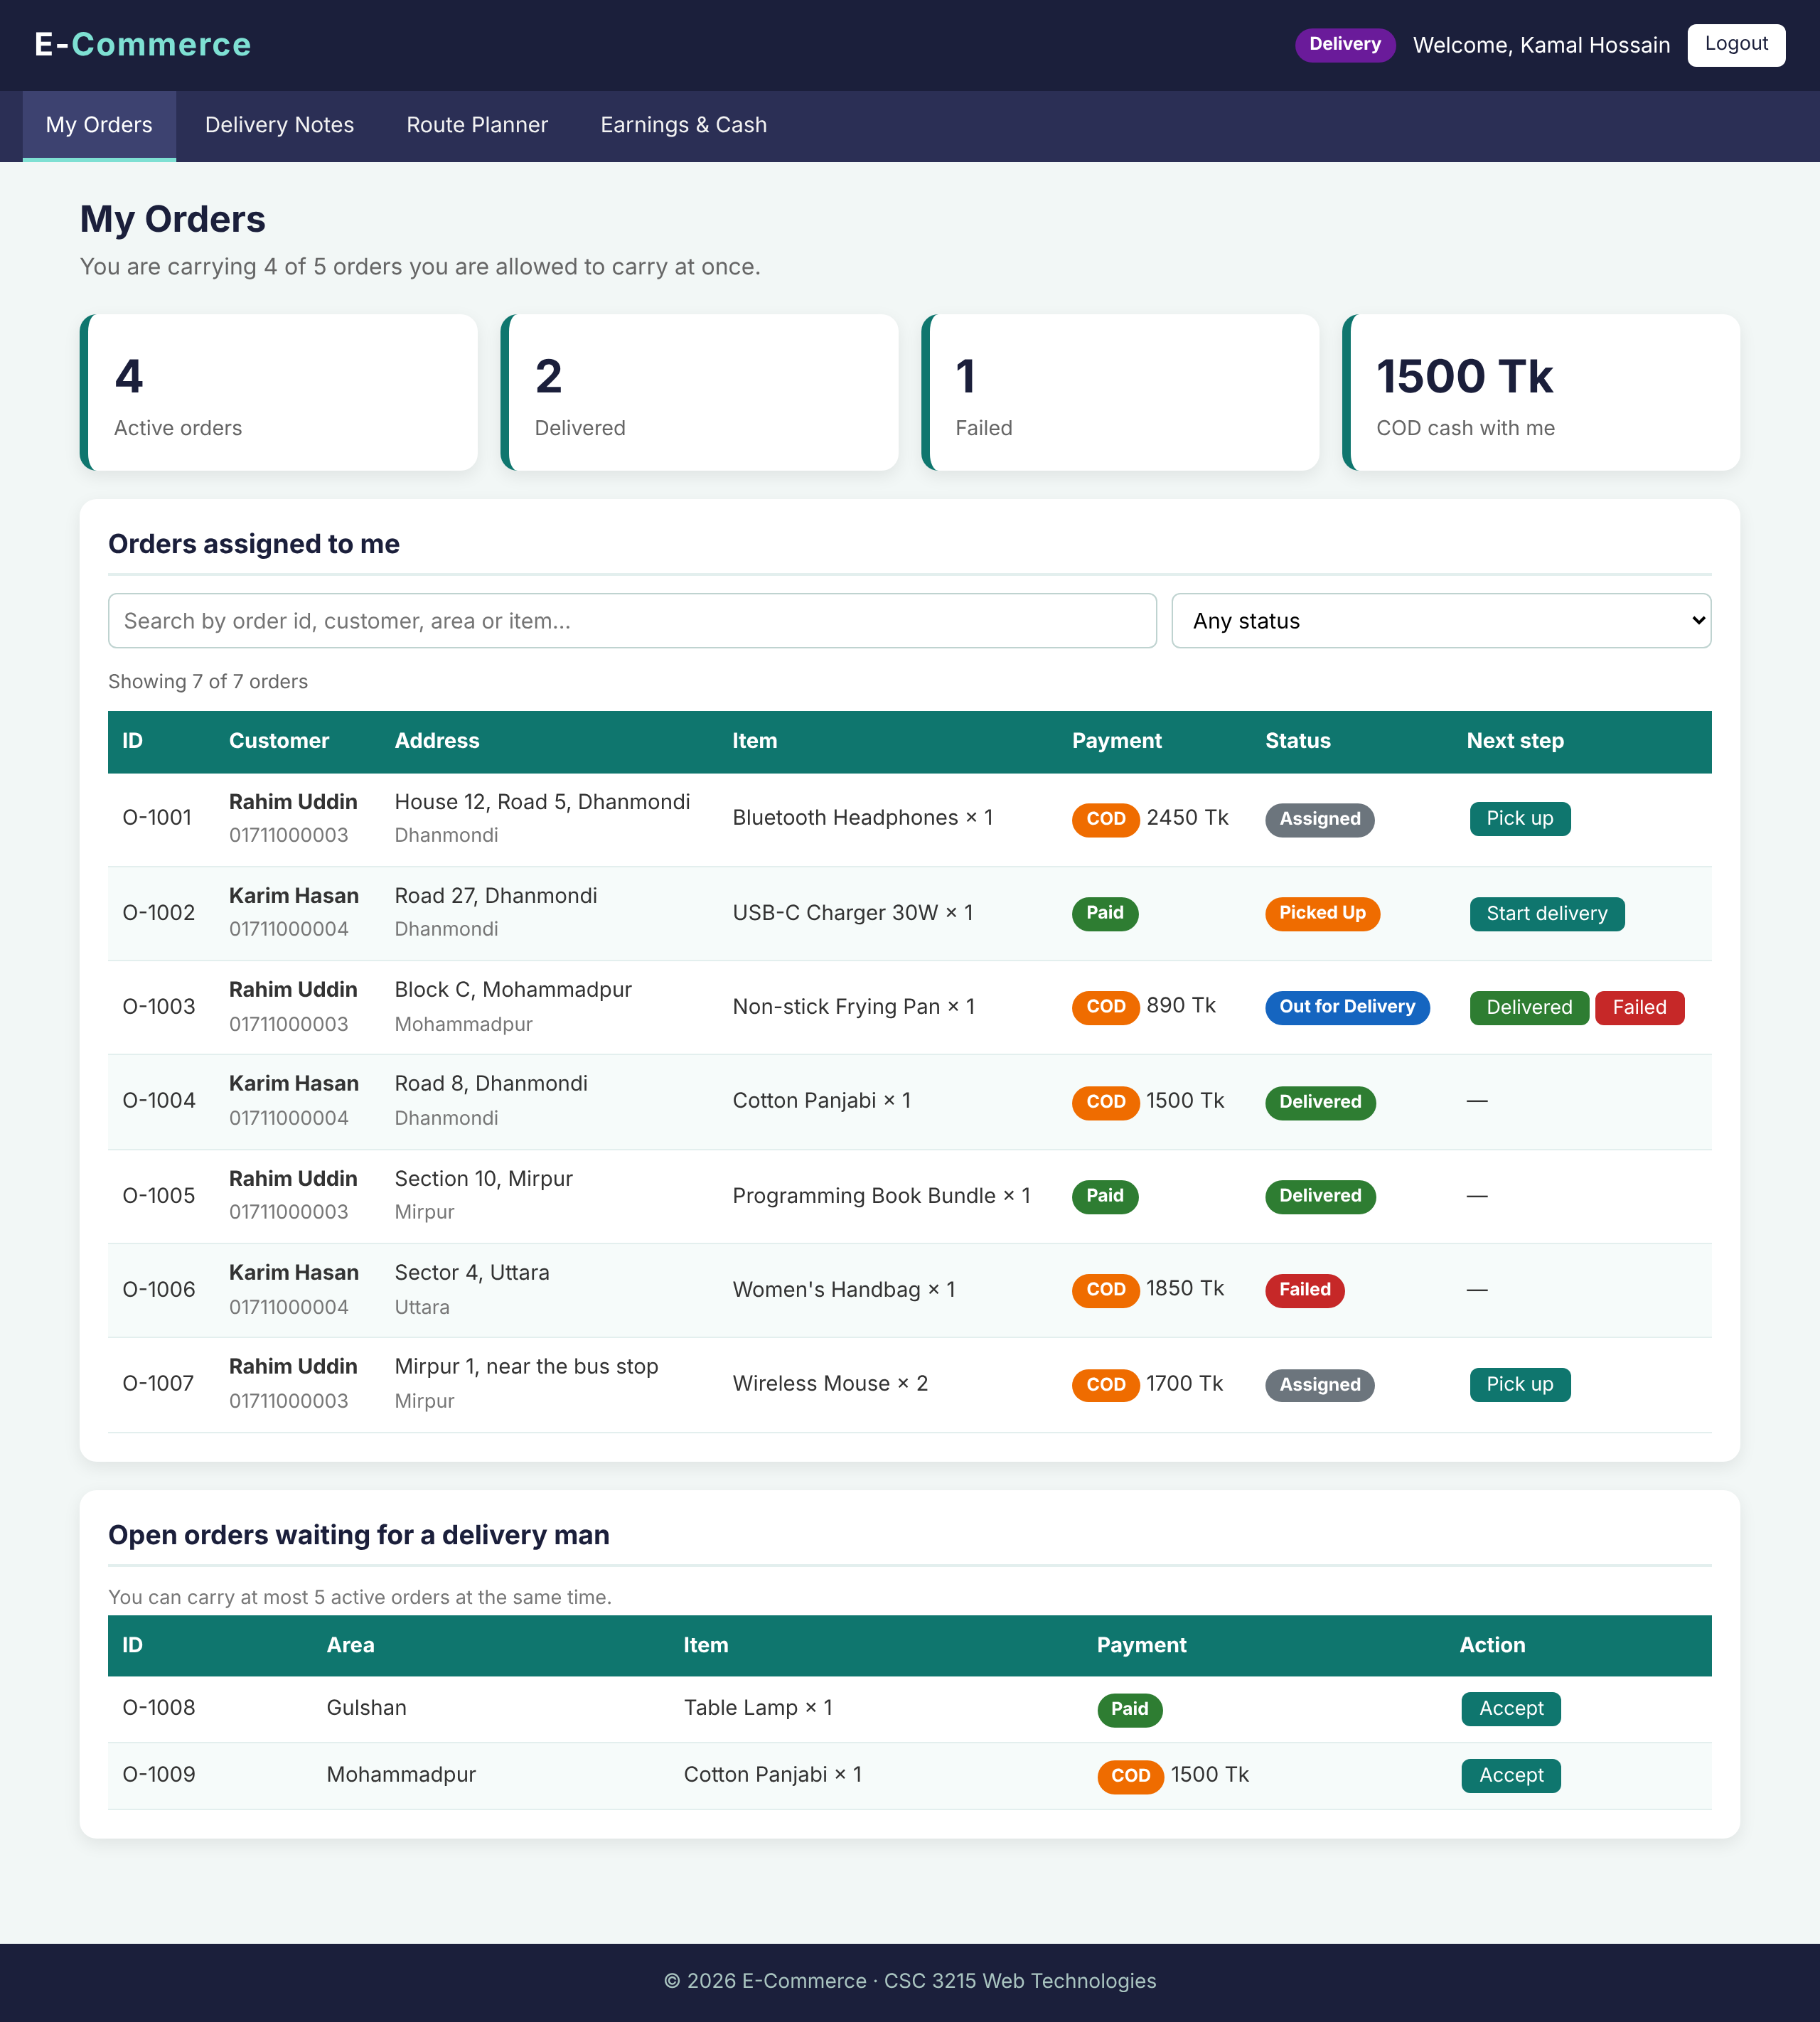 E-Commerce
Delivery Welcome, Kamal Hossain Logout
My Orders Delivery Notes Route Planner Earnings & Cash
My Orders
You are carrying 4 of 5 orders you are allowed to carry at once.
4
Active orders
2
Delivered
1
Failed
1500 Tk
COD cash with me
Orders assigned to me
Search by order id, customer, area or item... Any status
Showing 7 of 7 orders
ID Customer Address Item Payment Status Next step
O-1001 Rahim Uddin House 12, Road 5, Dhanmondi Bluetooth Headphones × 1 COD 2450 Tk Assigned Pick up
01711000003 Dhanmondi
O-1002 Karim Hasan Road 27, Dhanmondi USB-C Charger 30W × 1 Paid Picked Up Start delivery
01711000004 Dhanmondi
O-1003 Rahim Uddin Block C, Mohammadpur Non-stick Frying Pan × 1 COD 890 Tk Out for Delivery Delivered Failed
01711000003 Mohammadpur
O-1004 Karim Hasan Road 8, Dhanmondi Cotton Panjabi × 1 COD 1500 Tk Delivered —
01711000004 Dhanmondi
O-1005 Rahim Uddin Section 10, Mirpur Programming Book Bundle × 1 Paid Delivered —
01711000003 Mirpur
O-1006 Karim Hasan Sector 4, Uttara Women's Handbag × 1 COD 1850 Tk Failed —
01711000004 Uttara
O-1007 Rahim Uddin Mirpur 1, near the bus stop Wireless Mouse × 2 COD 1700 Tk Assigned Pick up
01711000003 Mirpur
Open orders waiting for a delivery man
You can carry at most 5 active orders at the same time.
ID Area Item Payment Action
O-1008 Gulshan Table Lamp × 1 Paid Accept
O-1009 Mohammadpur Cotton Panjabi × 1 COD 1500 Tk Accept
© 2026 E-Commerce · CSC 3215 Web Technologies